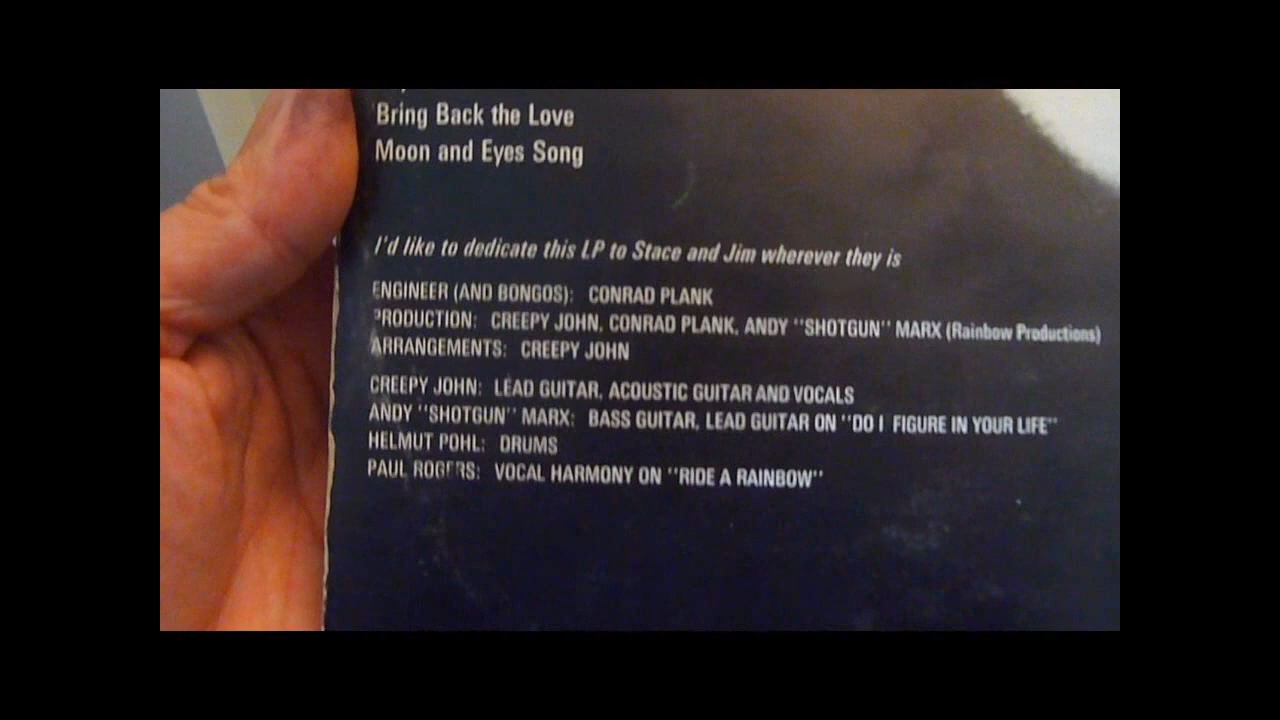 Bring Back the Love
Moon and Eyes Song
I'd like to dedicate this LP to Stace and Jim wherever they is
ENGINEER (AND BONGOS): CONRAD PLANK
PRODUCTION: CREEPY JOHN, CONRAD PLANK, ANDY "SHOTGUN" MARX (Rainbow Productions)
ARRANGEMENTS: CREEPY JOHN
CREEPY JOHN: LEAD GUITAR, ACOUSTIC GUITAR AND VOCALS
ANDY "SHOTGUN" MARX: BASS GUITAR, LEAD GUITAR ON "DO I FIGURE IN YOUR LIFE"
HELMUT POHL: DRUMS
PAUL ROGERS: VOCAL HARMONY ON "RIDE A RAINBOW"